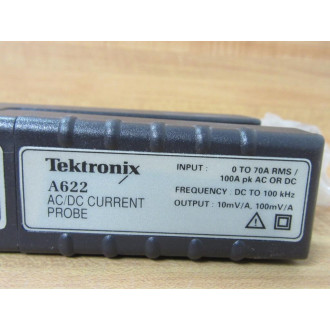 Tektronix
A622
AC/DC CURRENT
PROBE
INPUT : 0 TO 70A RMS /
100A pk AC OR DC
FREQUENCY : DC TO 100 kHz
OUTPUT : 10mV/A, 100mV/A